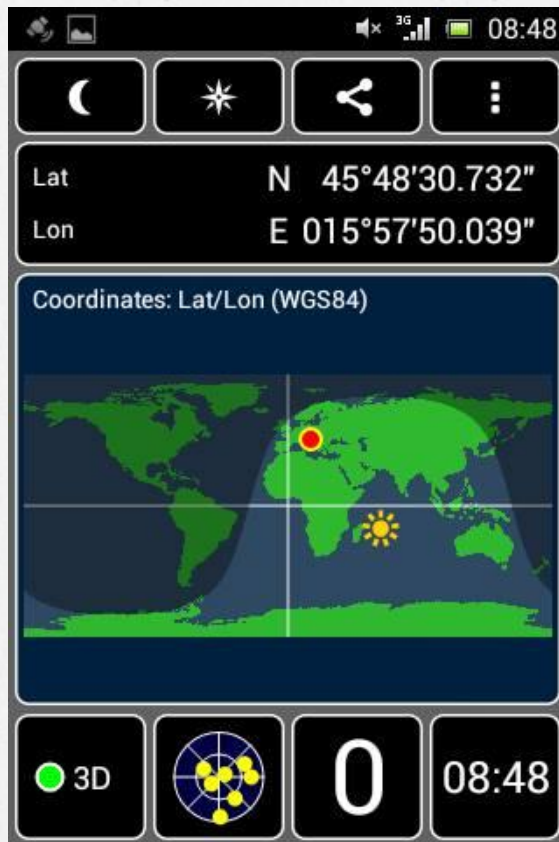 3G 08:48
Lat N 45°48'30.732"
Lon E 015°57'50.039"
Coordinates: Lat/Lon (WGS84)
3D 0 08:48